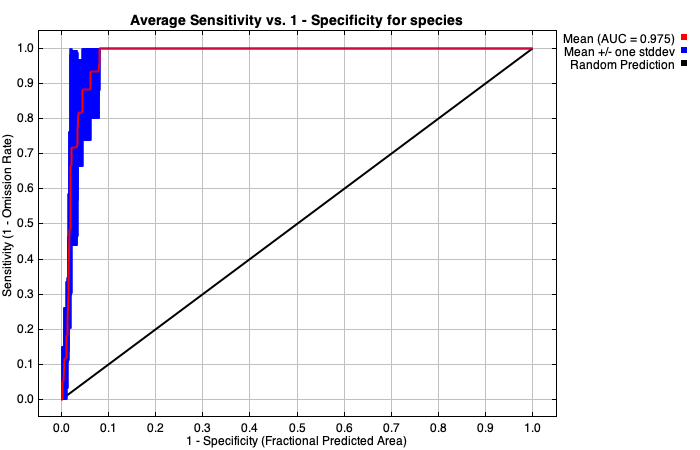 Average Sensitivity vs. 1 - Specificity for species
Mean (AUC = 0.975)
Mean +/- one stddev
Random Prediction
Sensitivity (1 - Omission Rate)
1.0
0.9
0.8
0.7
0.6
0.5
0.4
0.3
0.2
0.1
0.0
0.0 0.1 0.2 0.3 0.4 0.5 0.6 0.7 0.8 0.9 1.0
1 - Specificity (Fractional Predicted Area)